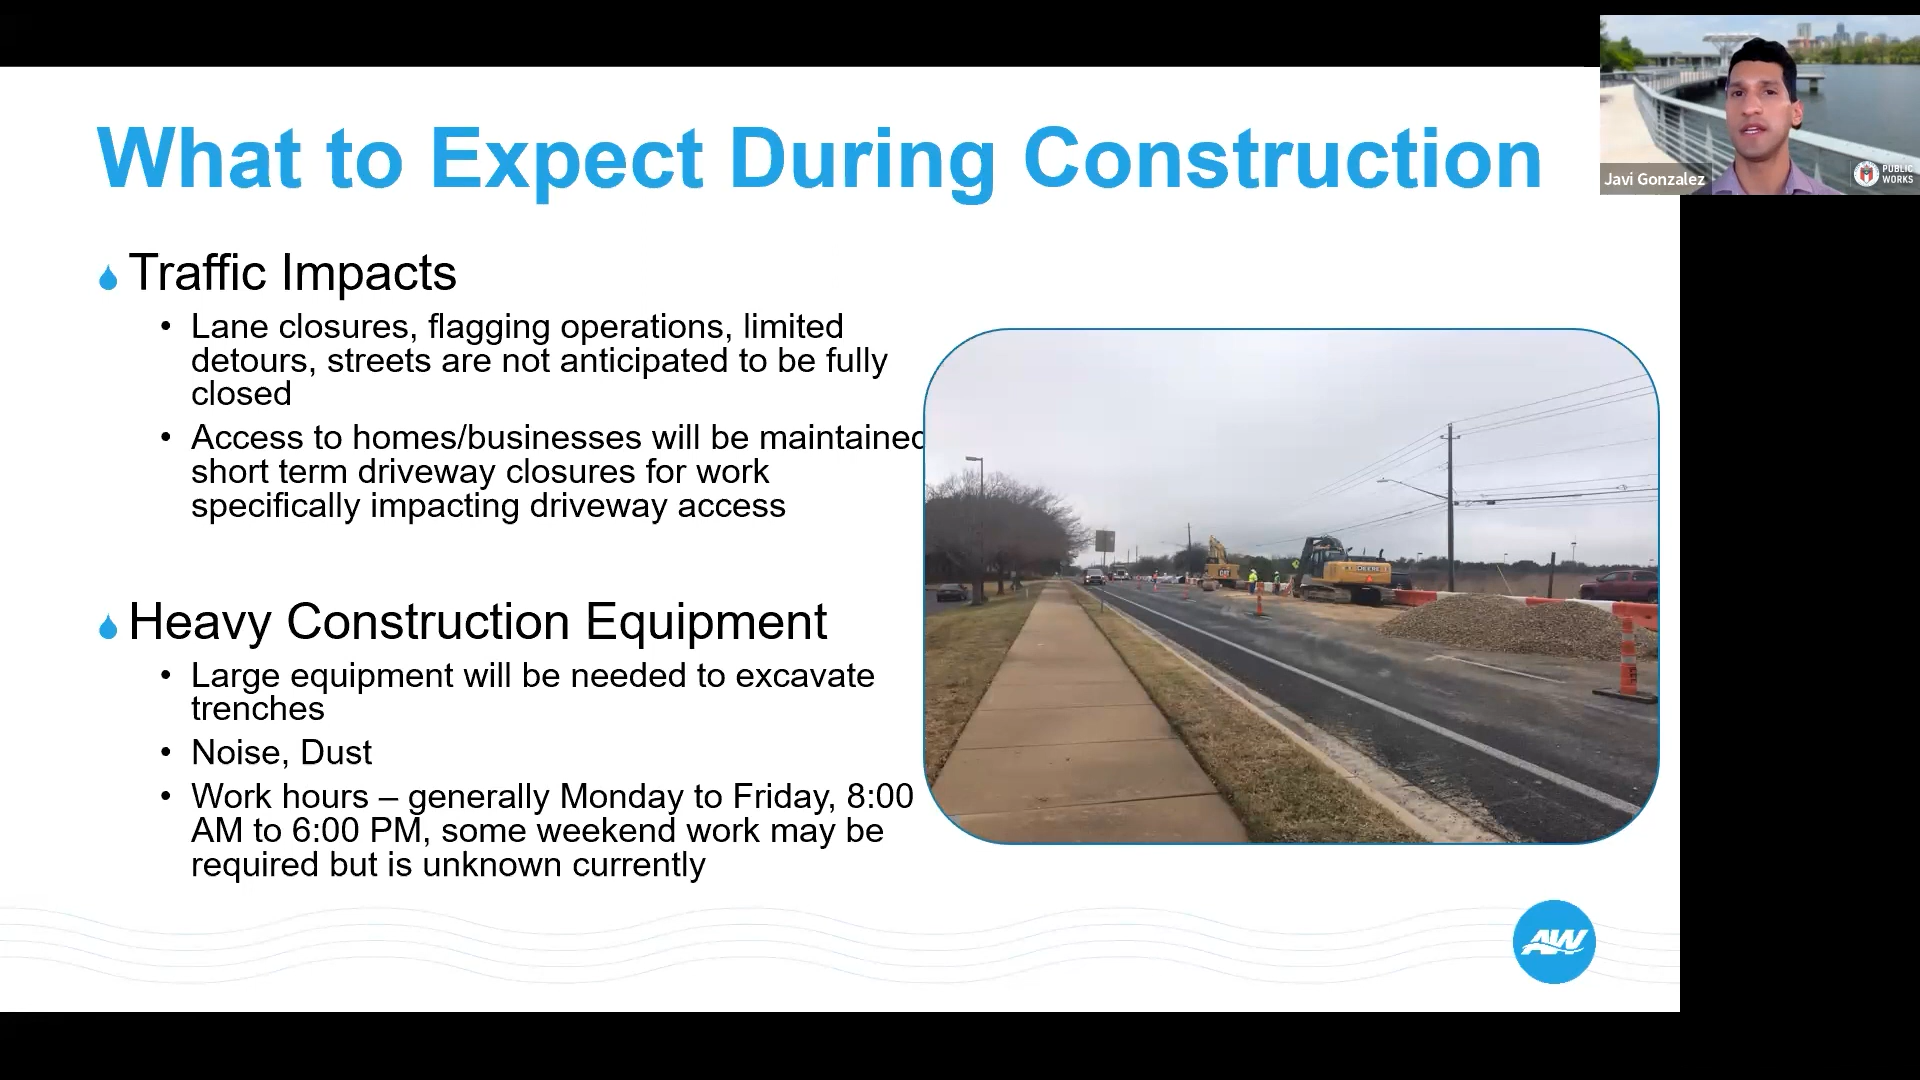 What to Expect During Construction
Traffic Impacts
• Lane closures, flagging operations, limited
detours, streets are not anticipated to be fully
closed
• Access to homes/businesses will be maintained
short term driveway closures for work
specifically impacting driveway access
Heavy Construction Equipment
• Large equipment will be needed to excavate
trenches
• Noise, Dust
• Work hours – generally Monday to Friday, 8:00
AM to 6:00 PM, some weekend work may be
required but is unknown currently
AW
Javi Gonzalez
PUBLIC
WORKS
CAT
DEERE